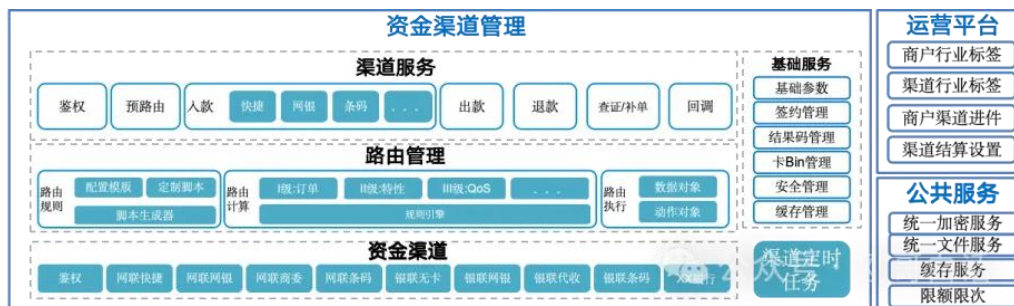 资金渠道管理
渠道服务
鉴权
预路由
入款
快捷
网银
条码
. . .
出款
退款
查证/补单
回调
路由管理
路由
规则
配置模版
定制脚本
脚本生成器
路由
计算
I级:订单
II级:特性
III级:QoS
. . .
规则引擎
路由
执行
数据对象
动作对象
资金渠道
鉴权
网联快捷
网联网银
网联商委
网联条码
银联无卡
银联网银
银联代收
银联条码
基础服务
基础参数
签约管理
结果码管理
卡Bin管理
安全管理
缓存管理
渠道定时
任务
运营平台
商户行业标签
渠道行业标签
商户渠道进件
渠道结算设置
公共服务
统一加密服务
统一文件服务
缓存服务
限额限次